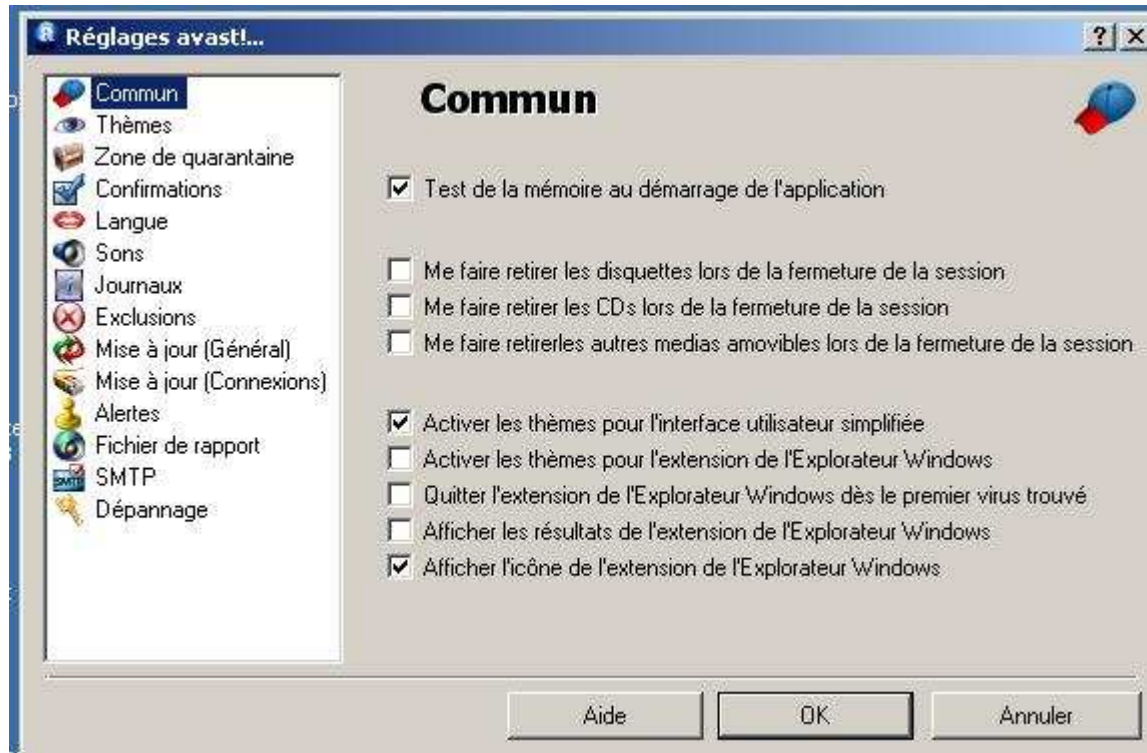 Réglages avast!...
Commun
Thèmes
Zone de quarantaine
Confirmations
Langue
Sons
Journaux
Exclusions
Mise à jour (Général)
Mise à jour (Connexions)
Alertes
Fichier de rapport
SMTP
Dépannage
Commun
Test de la mémoire au démarrage de l'application
Me faire retirer les disquettes lors de la fermeture de la session
Me faire retirer les CDs lors de la fermeture de la session
Me faire retirerles autres medias amovibles lors de la fermeture de la session
Activer les thèmes pour l'interface utilisateur simplifiée
Activer les thèmes pour l'extension de l'Explorateur Windows
Quitter l'extension de l'Explorateur Windows dès le premier virus trouvé
Afficher les résultats de l'extension de l'Explorateur Windows
Afficher l'icône de l'extension de l'Explorateur Windows
Aide
OK
Annuler